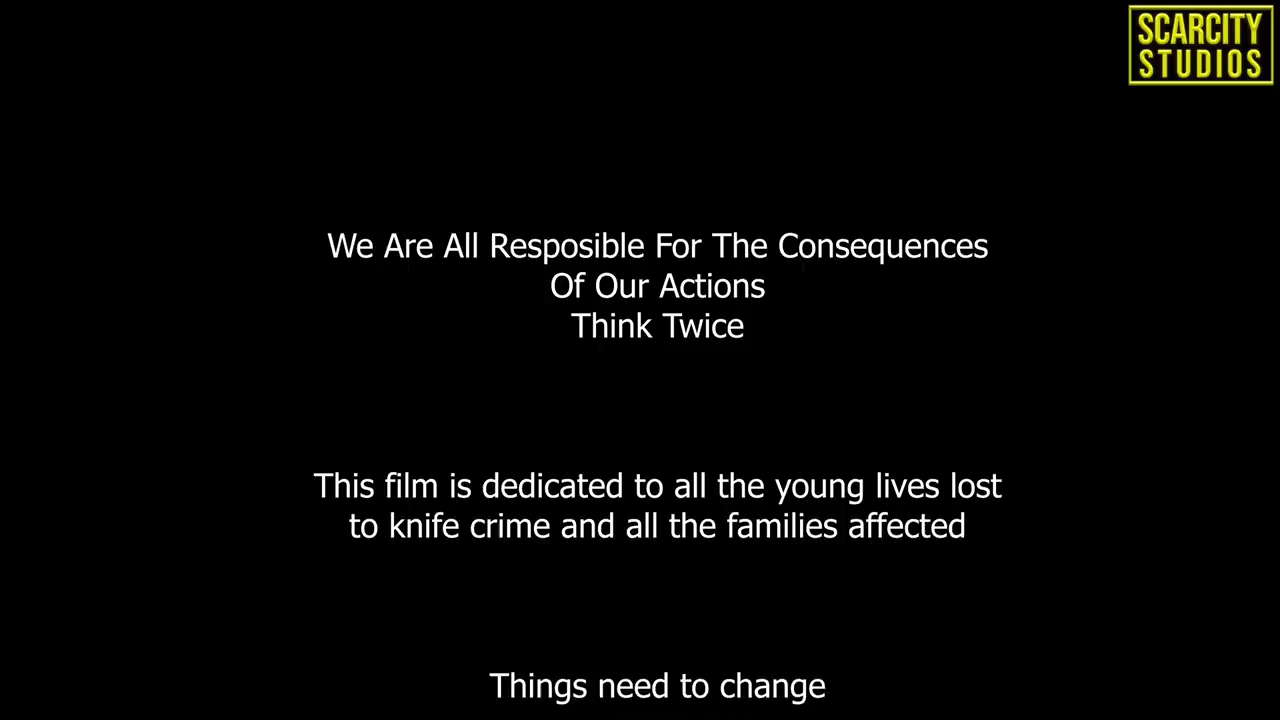 SCARCITY
STUDIOS
We Are All Resposible For The Consequences
Of Our Actions
Think Twice
This film is dedicated to all the young lives lost
to knife crime and all the families affected
Things need to change